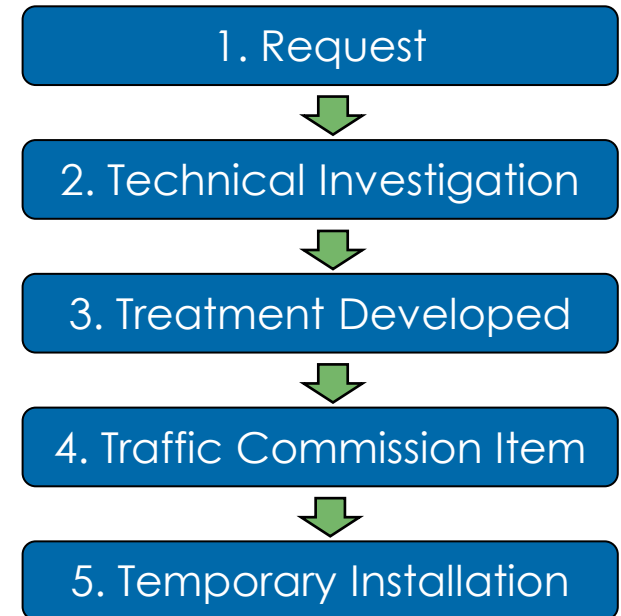 1. Request
2. Technical Investigation
3. Treatment Developed
4. Traffic Commission Item
5. Temporary Installation